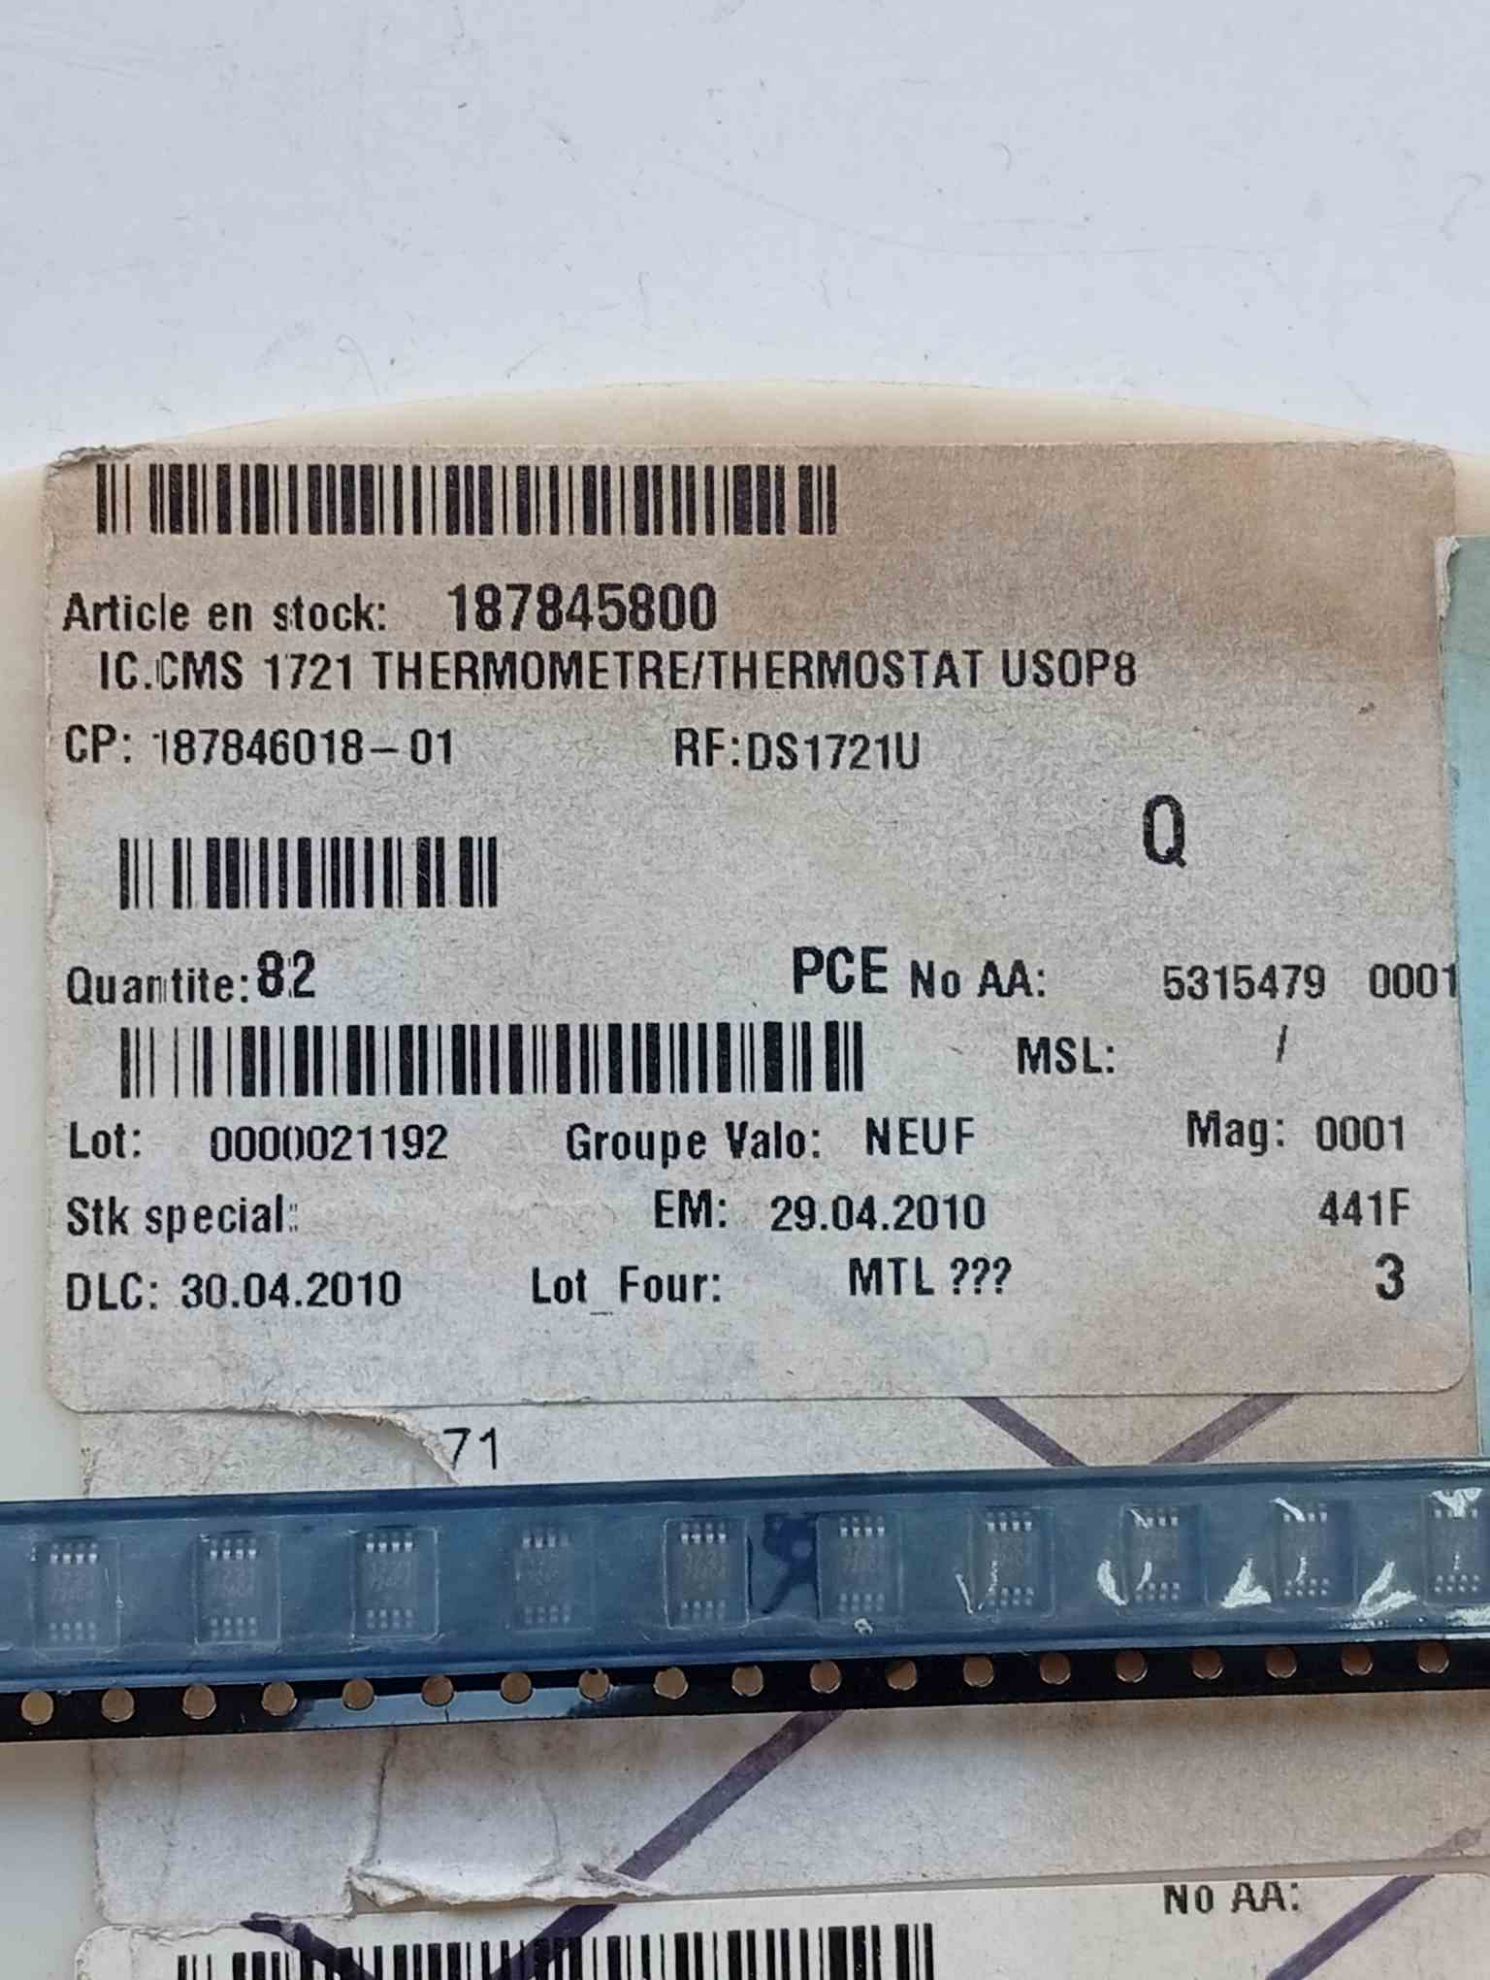 Article en stock: 187845800
IC.CMS 1721 THERMOMETRE/THERMOSTAT USOP8
CP: 187846018-01 RF:DS1721U
Q
Quantite: 82 PCE No AA: 5315479 0001
MSL: /
Lot: 0000021192 Groupe Valo: NEUF Mag: 0001
Stk special: EM: 29.04.2010 441F
DLC: 30.04.2010 Lot_Four: MTL ??? 3
71
No AA: